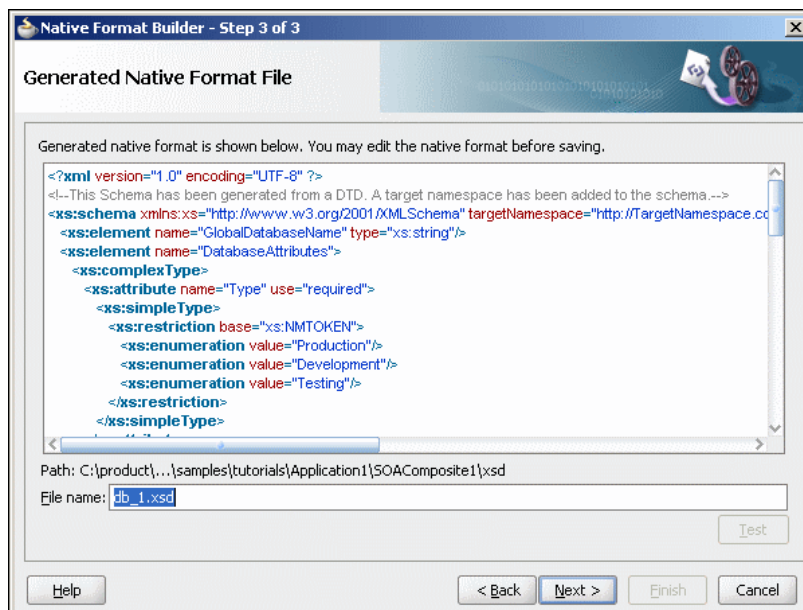 Native Format Builder - Step 3 of 3
Generated Native Format File
Generated native format is shown below. You may edit the native format before saving.
<?xml version="1.0" encoding="UTF-8" ?>
<!--This Schema has been generated from a DTD. A target namespace has been added to the schema.-->
<xs:schema xmlns:xs="http://www.w3.org/2001/XMLSchema" targetNamespace="http://TargetNamespace.cc
<xs:element name="GlobalDatabaseName" type="xs:string"/>
<xs:element name="DatabaseAttributes">
<xs:complexType>
<xs:attribute name="Type" use="required">
<xs:simpleType>
<xs:restriction base="xs:NMTOKEN">
<xs:enumeration value="Production"/>
<xs:enumeration value="Development"/>
<xs:enumeration value="Testing"/>
</xs:restriction>
</xs:simpleType>
Path: C:\product\...\samples\tutorials\Application1\SOAComposite1\xsd
File name: db_1.xsd
Test
Help
< Back
Next >
Finish
Cancel